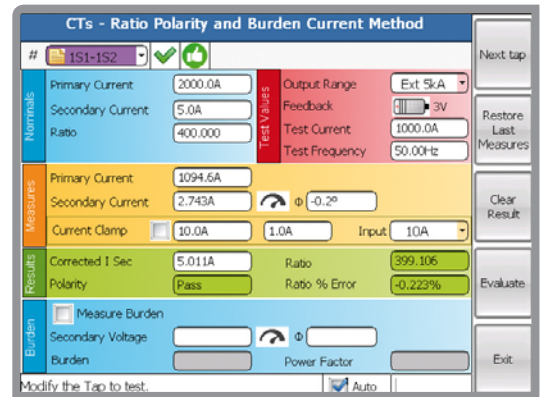 CTs - Ratio Polarity and Burden Current Method
# 1S1-1S2
Next tap
Nominals
Primary Current 2000.0A
Secondary Current 5.0A
Ratio 400.000
Test Values
Output Range Ext 5kA
Feedback 3V
Test Current 1000.0A
Test Frequency 50.00Hz
Restore
Last
Measures
Measures
Primary Current 1094.6A
Secondary Current 2.743A Φ -0.2º
Current Clamp 10.0A 1.0A Input 10A
Clear
Result
Results
Corrected I Sec 5.011A Ratio 399.106
Polarity Pass Ratio % Error -0.223%
Evaluate
Burden
Measure Burden
Secondary Voltage Φ
Burden Power Factor
Exit
Modify the Tap to test. Auto